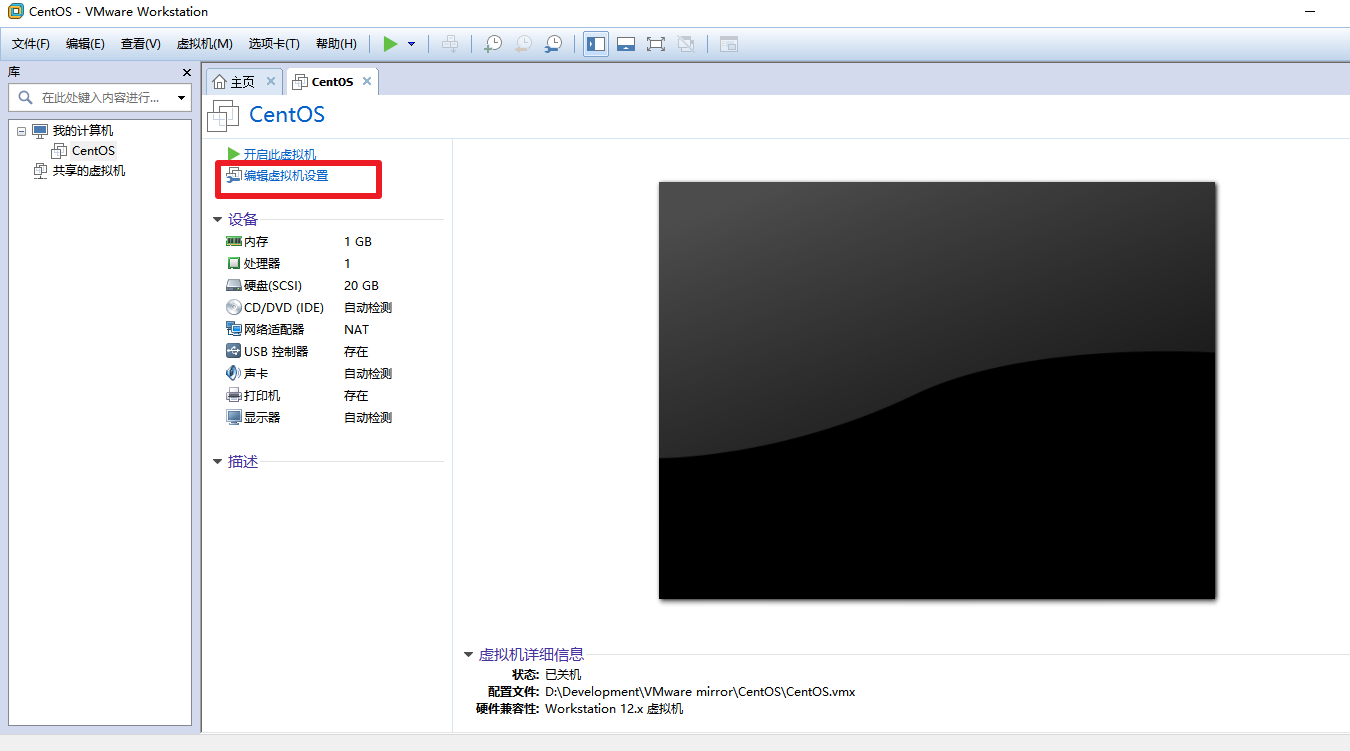 CentOS - VMware Workstation
文件(F) 编辑(E) 查看(V) 虚拟机(M) 选项卡(T) 帮助(H)
库
在此处键入内容进行...
我的计算机
CentOS
共享的虚拟机
主页 CentOS
CentOS
开启此虚拟机
编辑虚拟机设置
设备
内存 1 GB
处理器 1
硬盘(SCSI) 20 GB
CD/DVD (IDE) 自动检测
网络适配器 NAT
USB 控制器 存在
声卡 自动检测
打印机 存在
显示器 自动检测
描述
虚拟机详细信息
状态: 已关机
配置文件: D:\Development\VMware mirror\CentOS\CentOS.vmx
硬件兼容性: Workstation 12.x 虚拟机